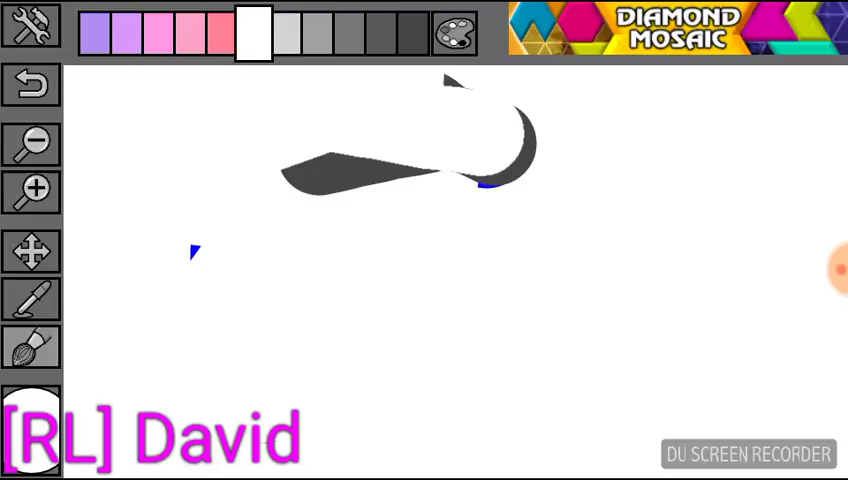 DIAMOND
MOSAIC
[RL] David
DU SCREEN RECORDER